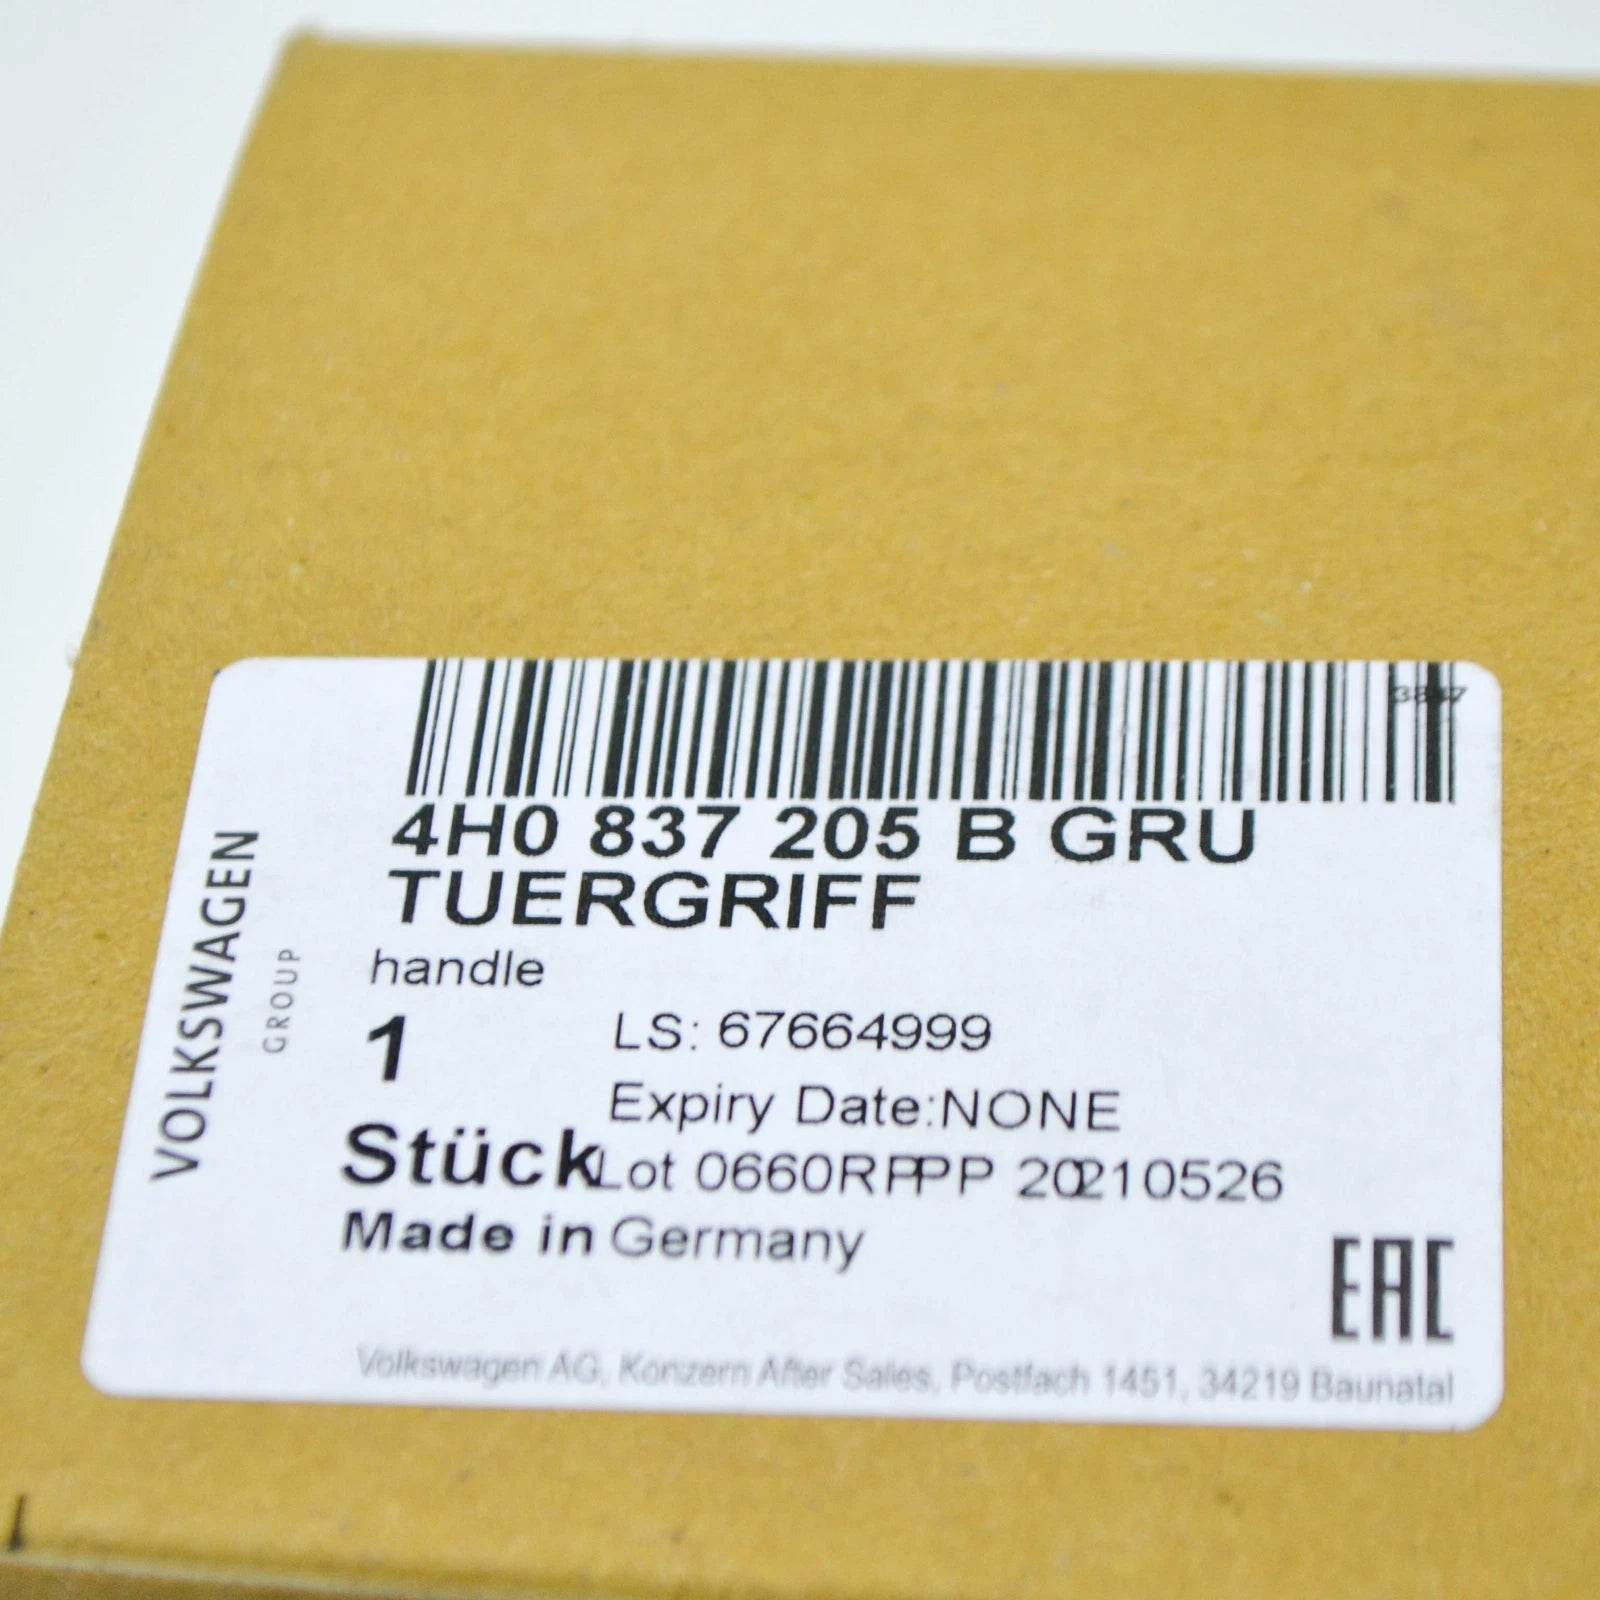 4H0 837 205 B GRU
TUERGRIFF
handle
1
LS: 67664999
Expiry Date:NONE
Stück
Lot 0660RPPP 20210526
Made in Germany
EAC
Volkswagen AG, Konzern After Sales, Postfach 1451, 34219 Baunatal
VOLKSWAGEN
GROUP